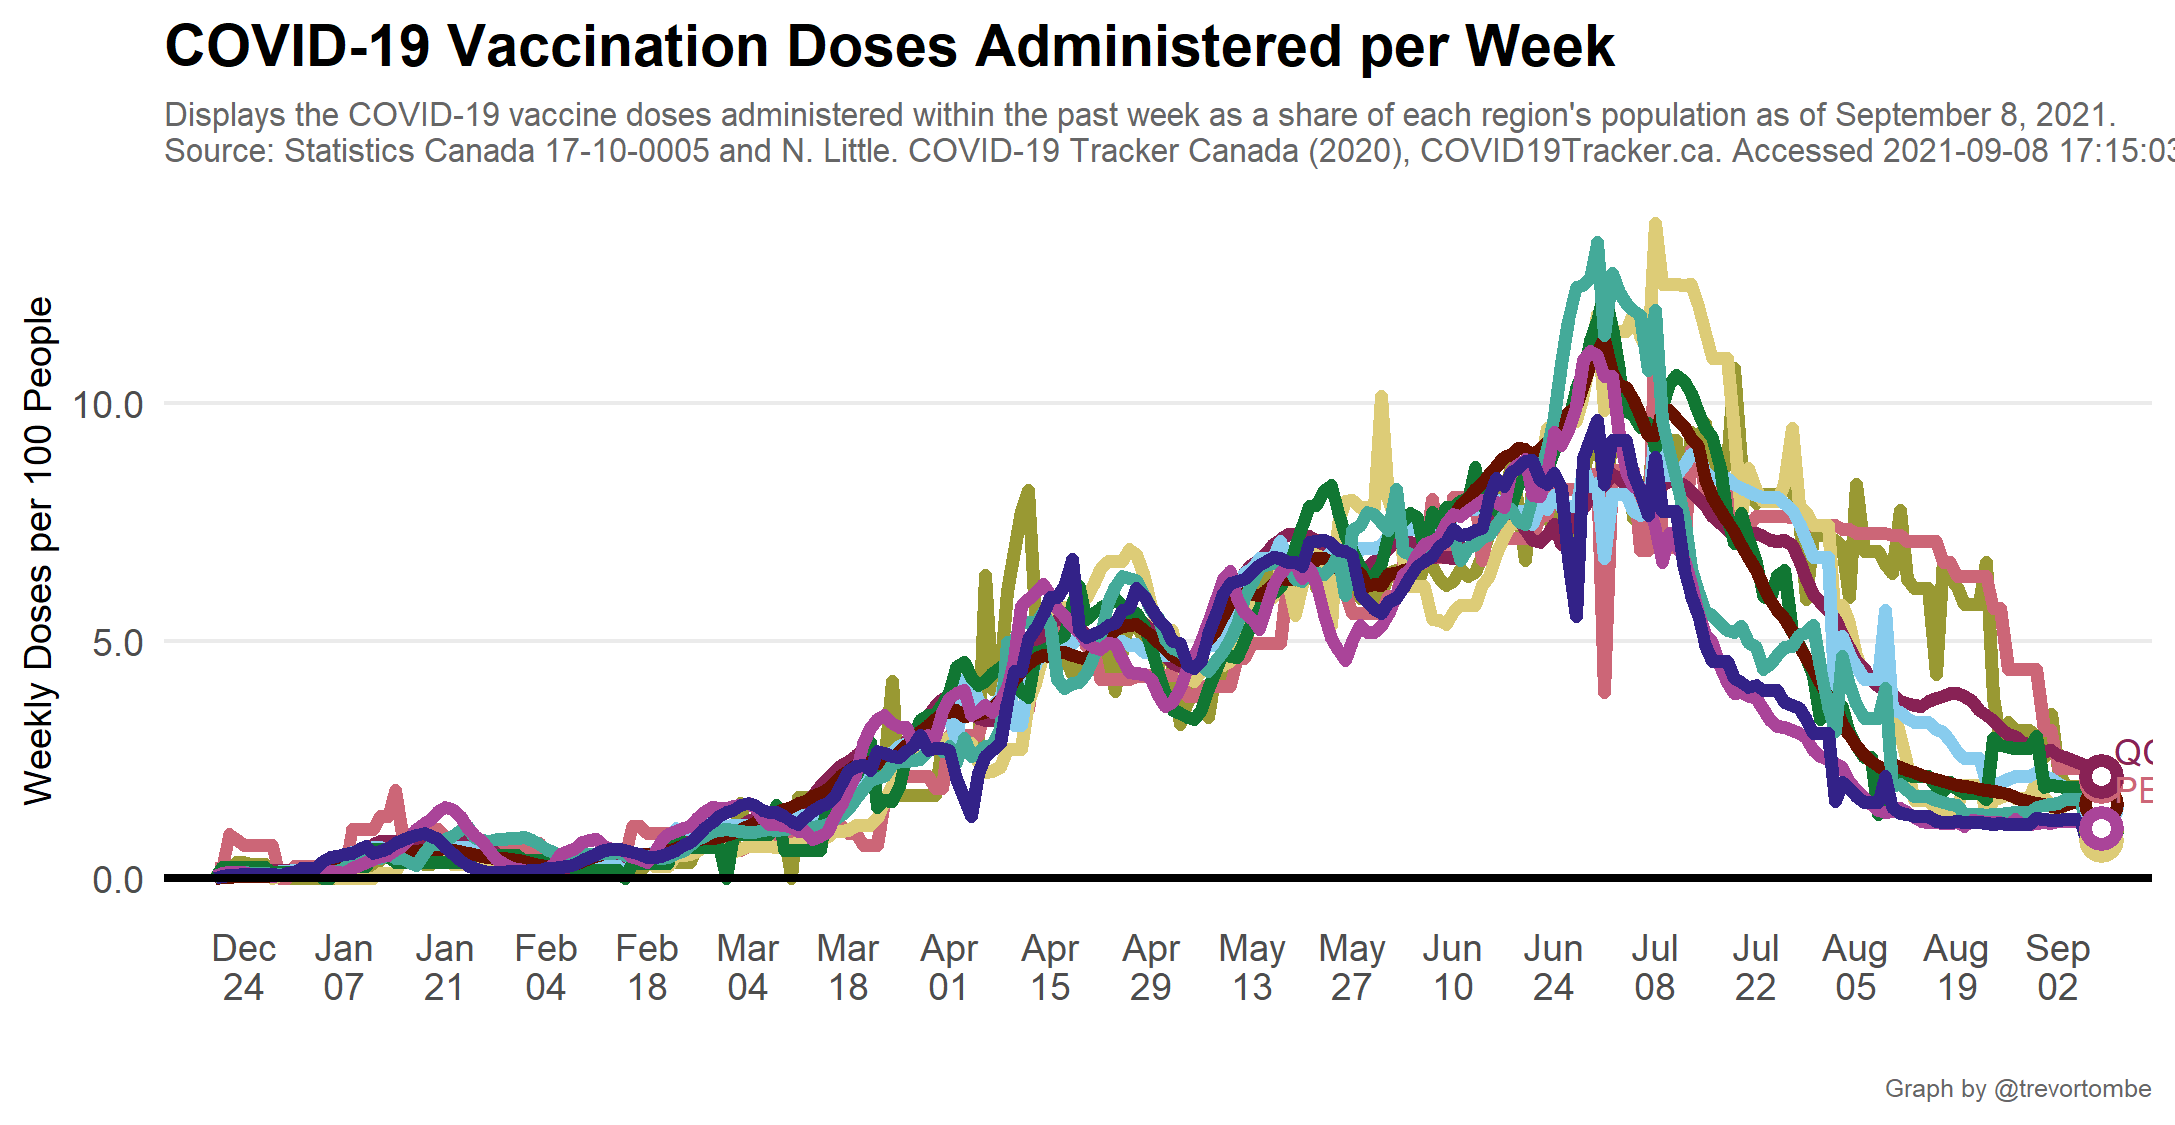 COVID-19 Vaccination Doses Administered per Week
Displays the COVID-19 vaccine doses administered within the past week as a share of each region's population as of September 8, 2021.
Source: Statistics Canada 17-10-0005 and N. Little. COVID-19 Tracker Canada (2020), COVID19Tracker.ca. Accessed 2021-09-08 17:15:03
Weekly Doses per 100 People
10.0
5.0
0.0
QC
PE
Dec Jan Jan Feb Feb Mar Mar Apr Apr Apr May May Jun Jun Jul Jul Aug Aug Sep
24 07 21 04 18 04 18 01 15 29 13 27 10 24 08 22 05 19 02
Graph by @trevortombe